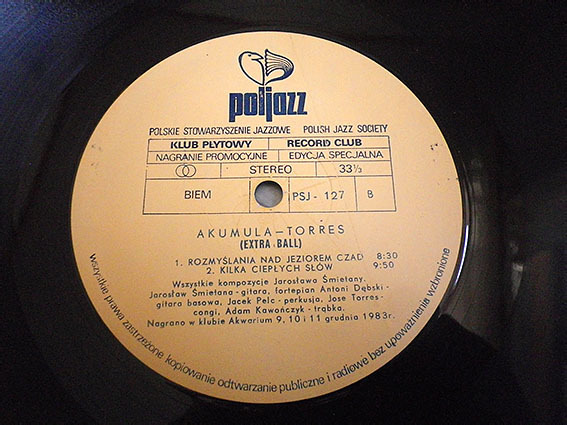 poljazz
POLSKIE STOWARZYSZENIE JAZZOWE POLISH JAZZ SOCIETY
KLUB PŁYTOWY RECORD CLUB
NAGRANIE PROMOCYJNE EDYCJA SPECJALNA
STEREO 33⅓
BIEM PSJ - 127 B
AKUMULA—TORRES
(EXTRA BALL)
1. ROZMYŚLANIA NAD JEZIOREM CZAD 8:30
2. KILKA CIEPŁYCH SŁÓW 9:50
Wszystkie kompozycje Jarosława Śmietany.
Jarosław Śmietana-gitara, fortepian Antoni Dębski-
gitara basowa, Jacek Pelc-perkusja, Jose Torres-
congi, Adam Kawończyk-trąbka.
Nagrano w klubie Akwarium 9, 10 i 11 grudnia 1983r.
Wszystkie prawa zastrzeżone kopiowanie odtwarzanie publiczne i radiowe bez upoważnienia wzbronione